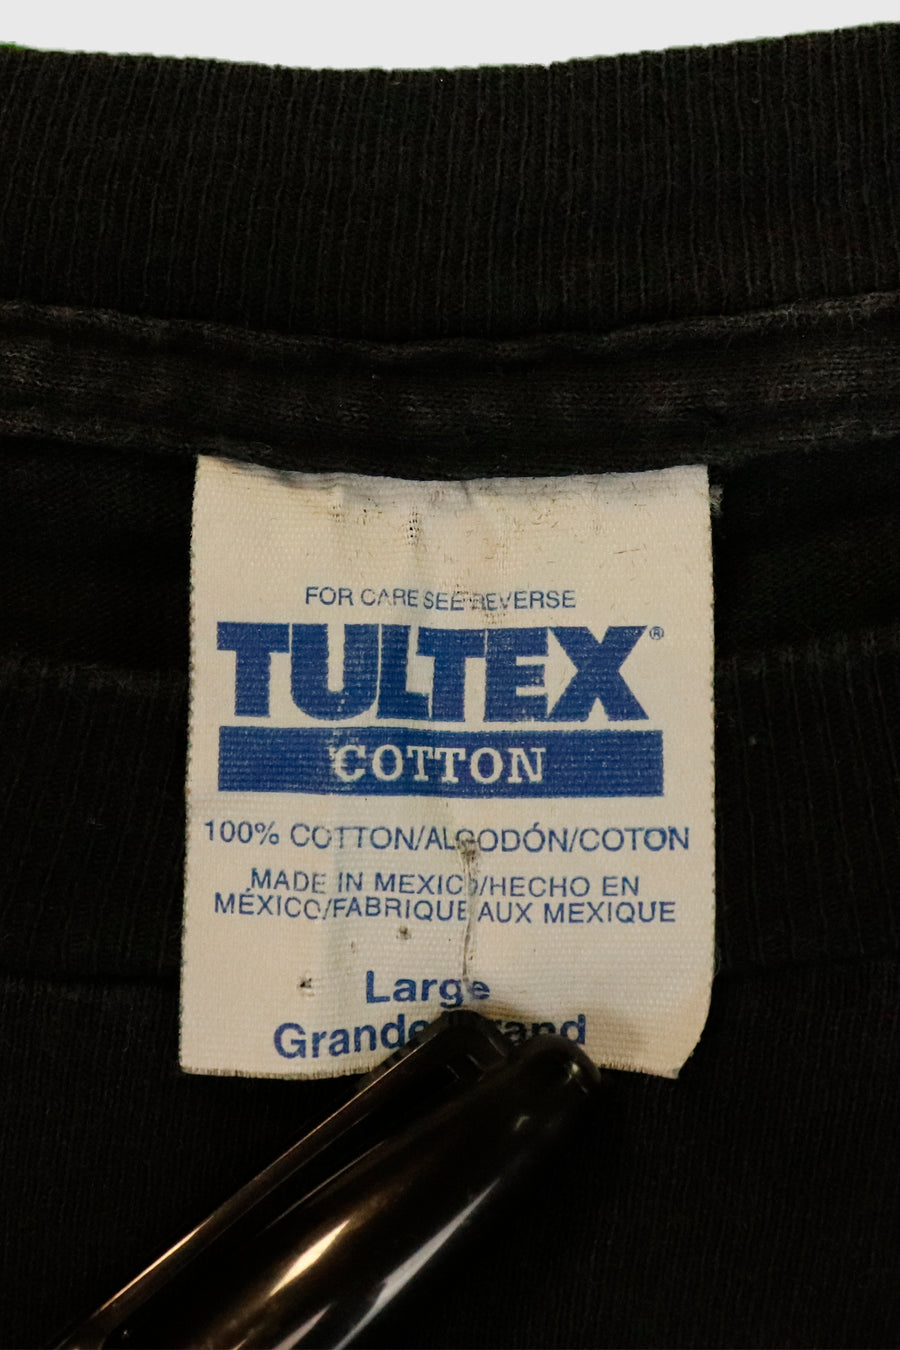 FOR CARE SEE REVERSE
TULTEX®
COTTON
100% COTTON/ALGODÓN/COTON
MADE IN MEXICO/HECHO EN
MÉXICO/FABRIQUE AUX MEXIQUE
Large
Grande